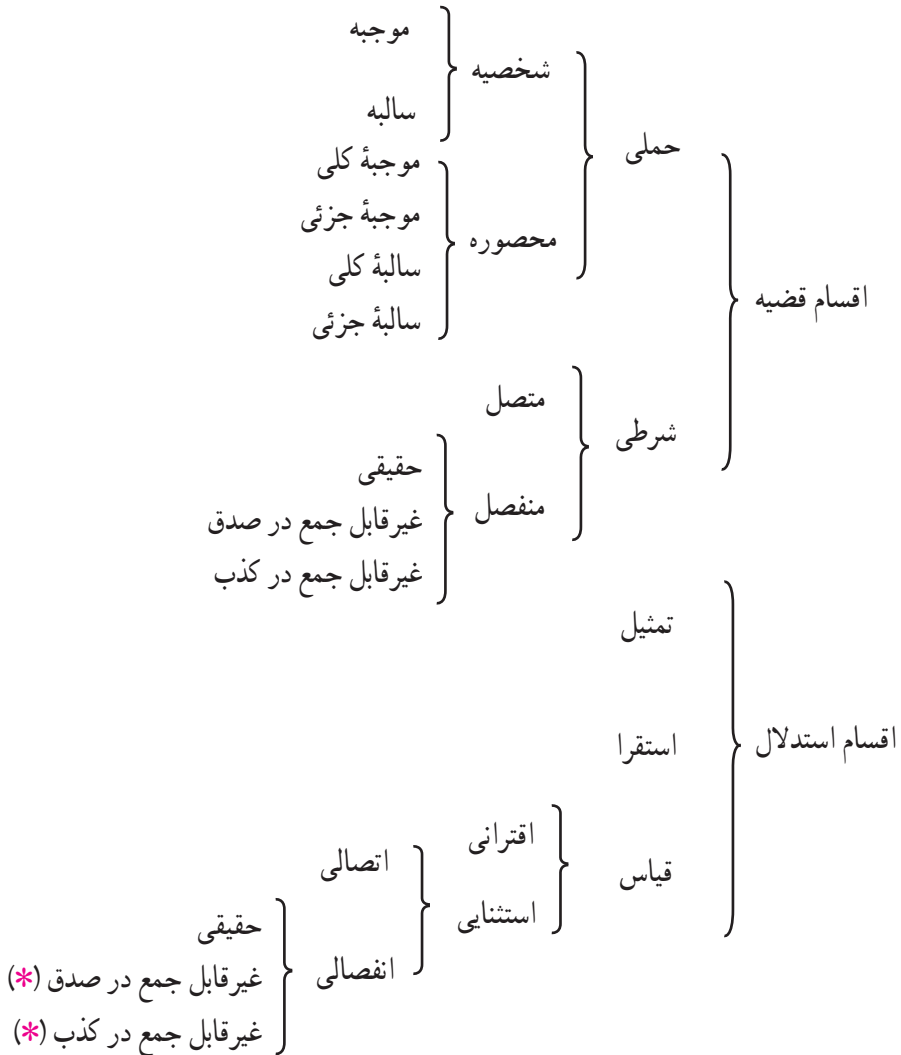 موجبه
شخصیه
سالبه
حملی
موجبهٔ کلی
موجبهٔ جزئی
محصوره
سالبهٔ کلی
اقسام قضیه
سالبهٔ جزئی
متصل
شرطی
حقیقی
منفصل
غیرقابل جمع در صدق
غیرقابل جمع در کذب
تمثیل
اقسام استدلال
استقرا
اقترانی
قیاس
اتصالی
استثنایی
حقیقی
انفصالی
غیرقابل جمع در صدق (*)
غیرقابل جمع در کذب (*)